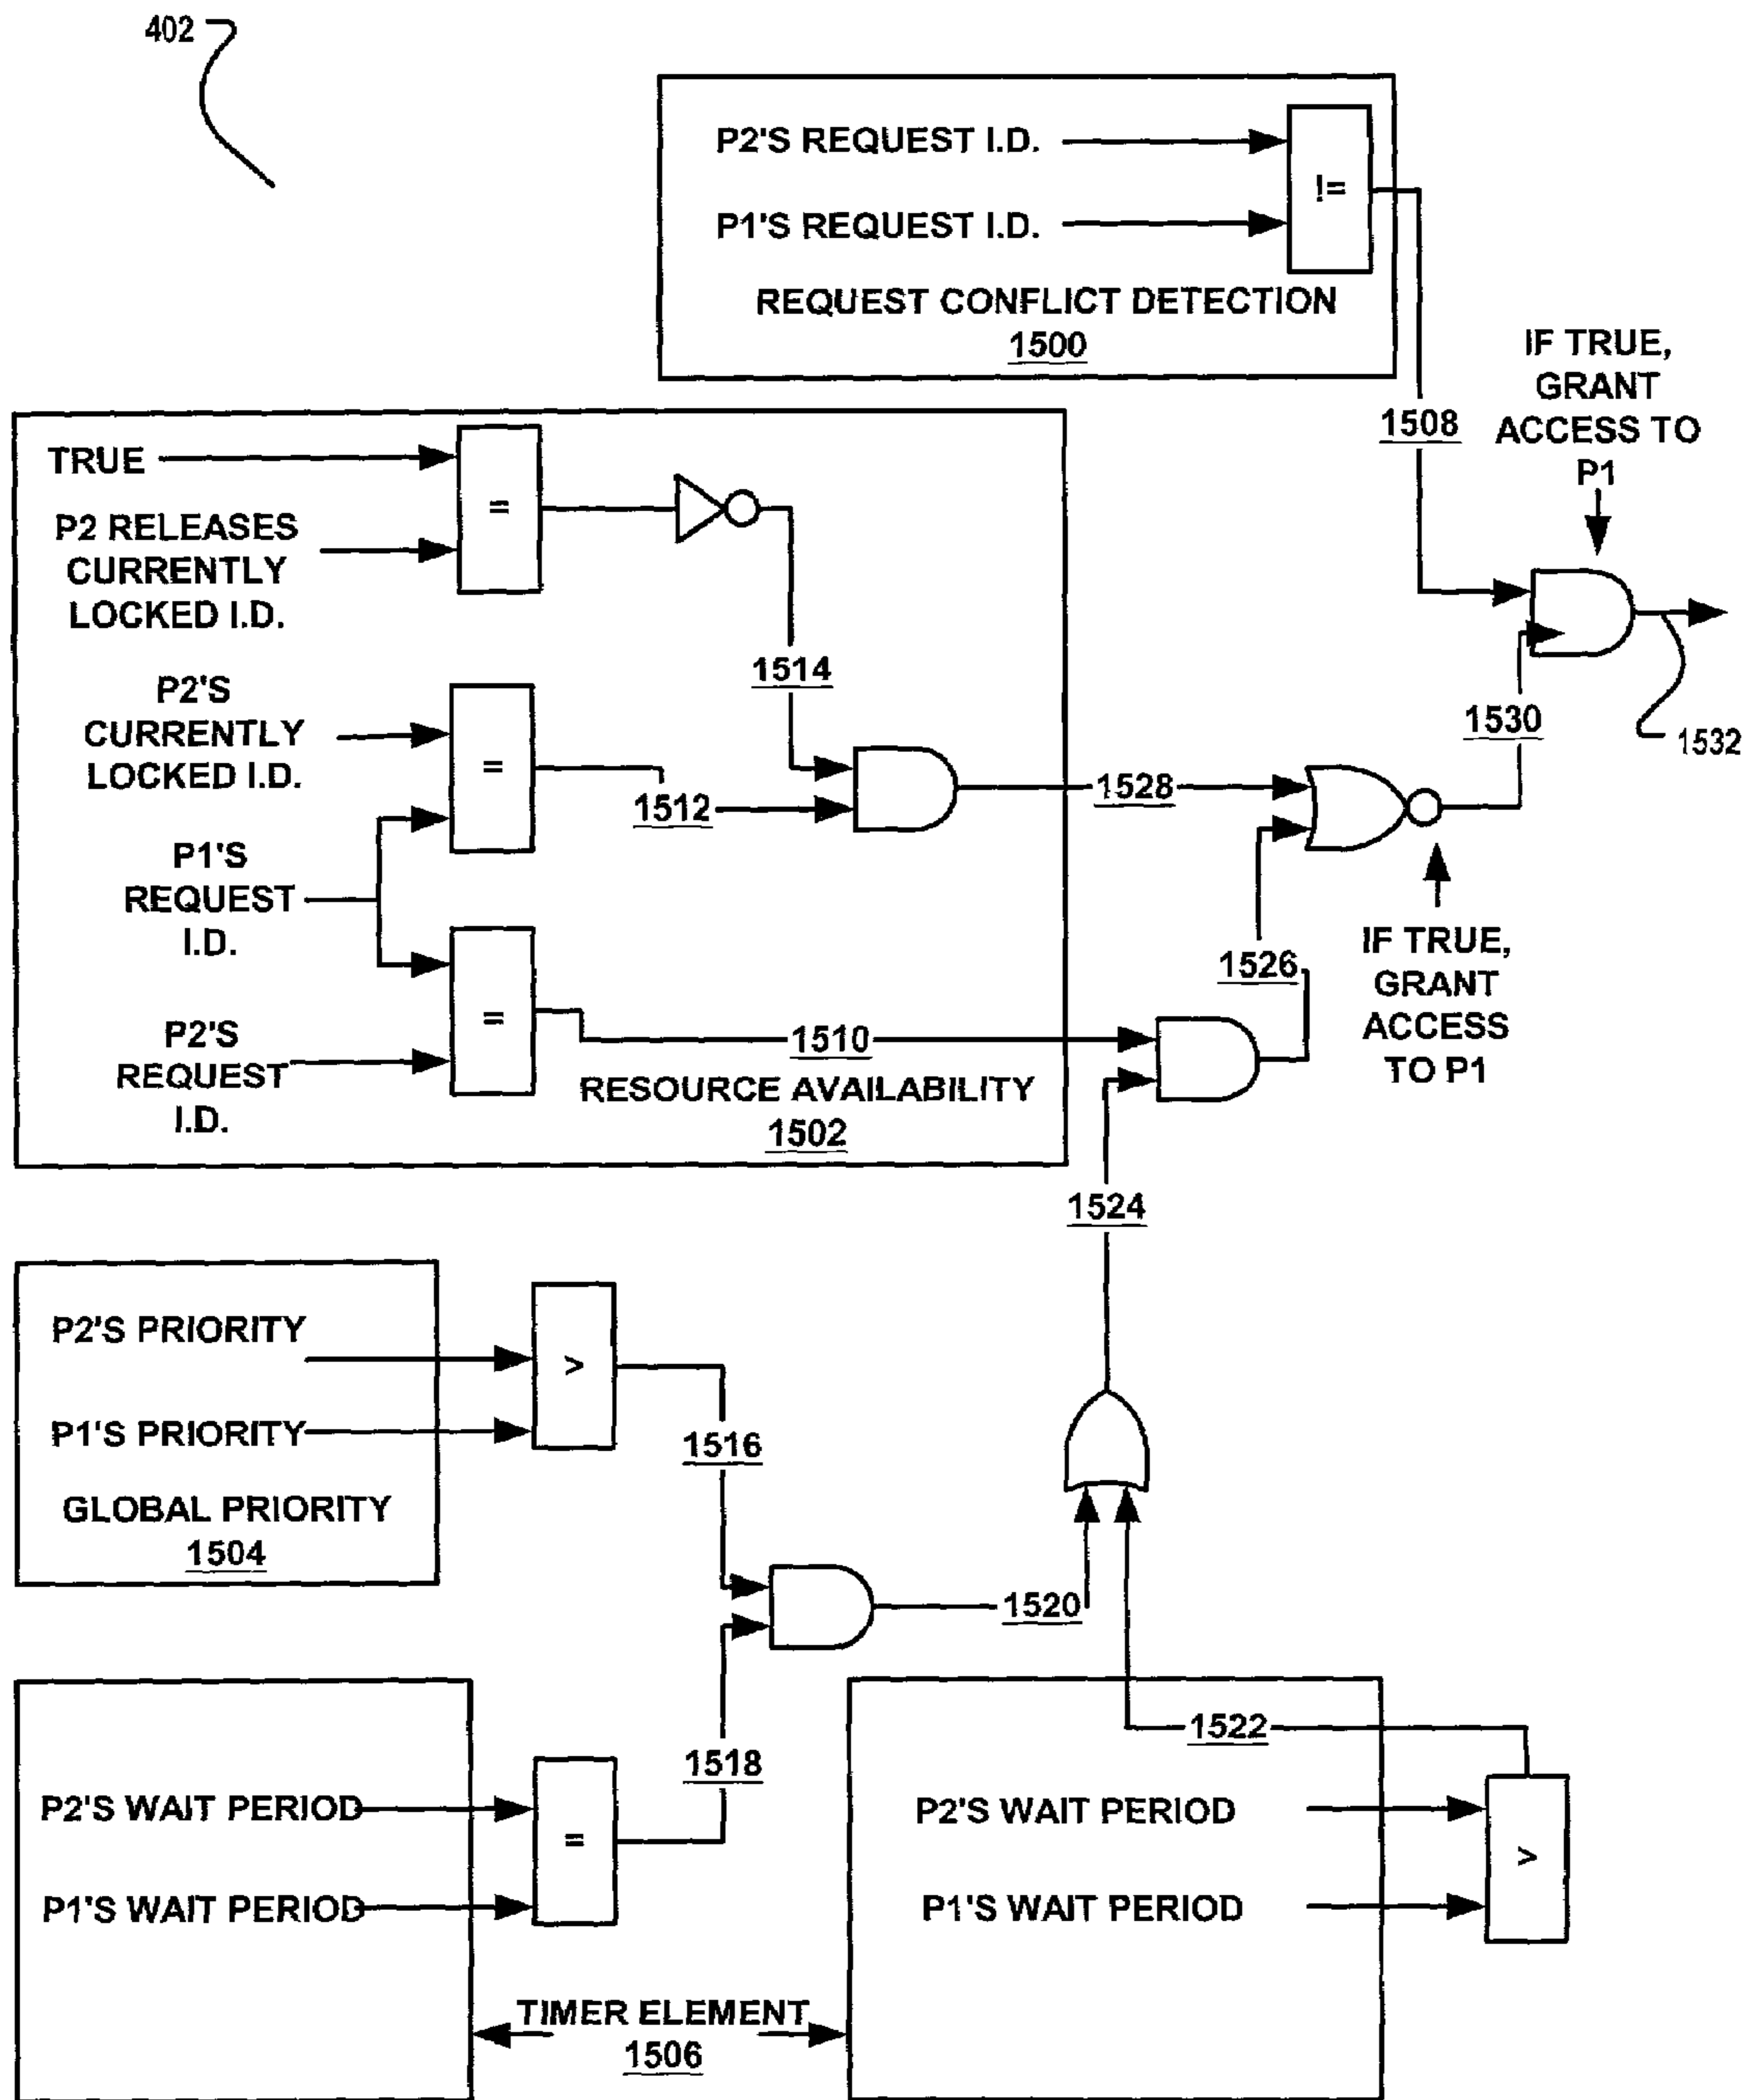 402
P2'S REQUEST I.D.
!=
P1'S REQUEST I.D.
REQUEST CONFLICT DETECTION
1500
IF TRUE,
GRANT
ACCESS TO
P1
1508
TRUE
=
P2 RELEASES
CURRENTLY
LOCKED I.D.
1514
P2'S
CURRENTLY
LOCKED I.D.
=
1512
1528
1530
1532
P1'S
REQUEST
I.D.
1526
IF TRUE,
GRANT
ACCESS
TO P1
=
1510
P2'S
REQUEST
I.D.
RESOURCE AVAILABILITY
1502
1524
P2'S PRIORITY
>
P1'S PRIORITY
1516
GLOBAL PRIORITY
1504
1520
1522
1518
P2'S WAIT PERIOD
=
P1'S WAIT PERIOD
P2'S WAIT PERIOD
>
P1'S WAIT PERIOD
TIMER ELEMENT
1506